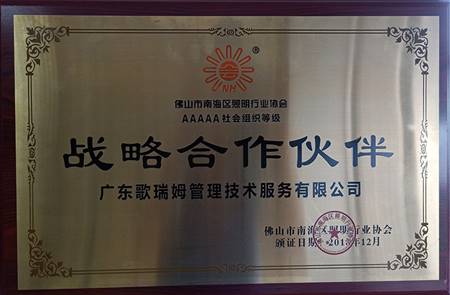 ®
NH
佛山市南海区照明行业协会
AAAAA社会组织等级
战略合作伙伴
广东歌瑞姆管理技术服务有限公司
佛山市南海区照明行业协会
颁证日期：2018年12月